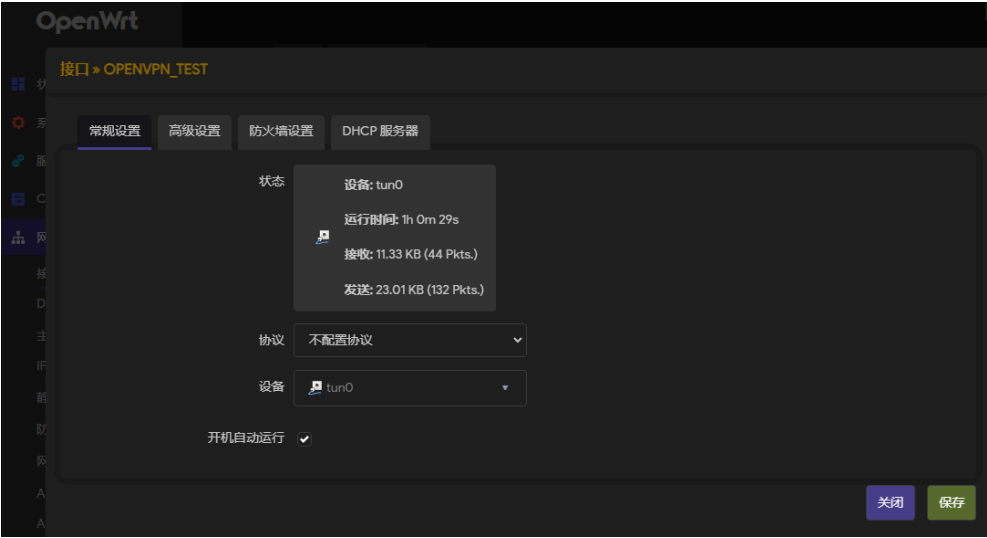 OpenWrt
接口 » OPENVPN_TEST
常规设置 高级设置 防火墙设置 DHCP 服务器
状态
设备: tun0
运行时间: 1h 0m 29s
接收: 11.33 KB (44 Pkts.)
发送: 23.01 KB (132 Pkts.)
协议 不配置协议
设备 tun0
开机自动运行
关闭 保存